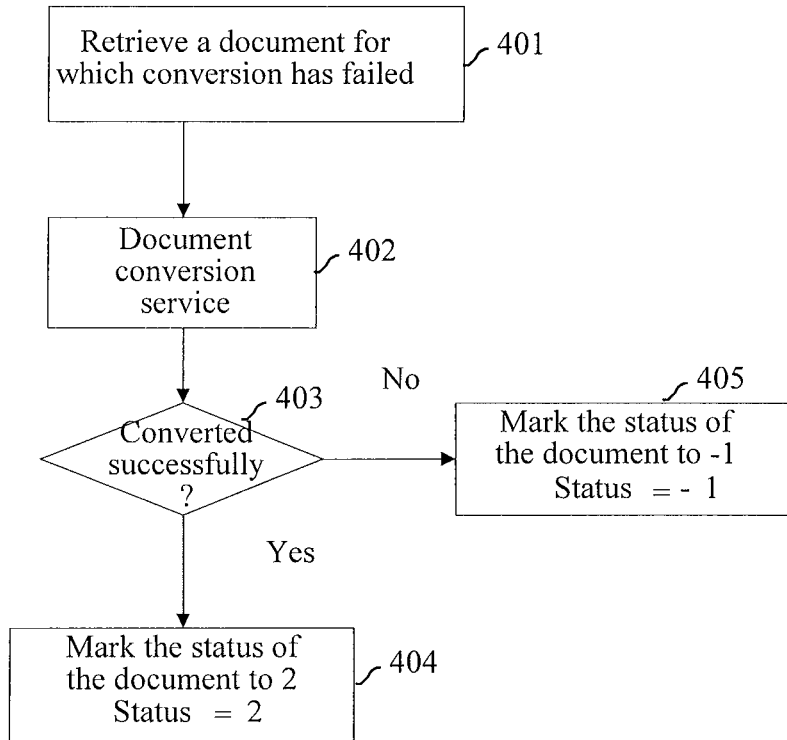 Retrieve a document for
which conversion has failed
401
Document
conversion
service
402
403
Converted
successfully
?
No
405
Mark the status of
the document to -1
Status = - 1
Yes
Mark the status of
the document to 2
Status = 2
404